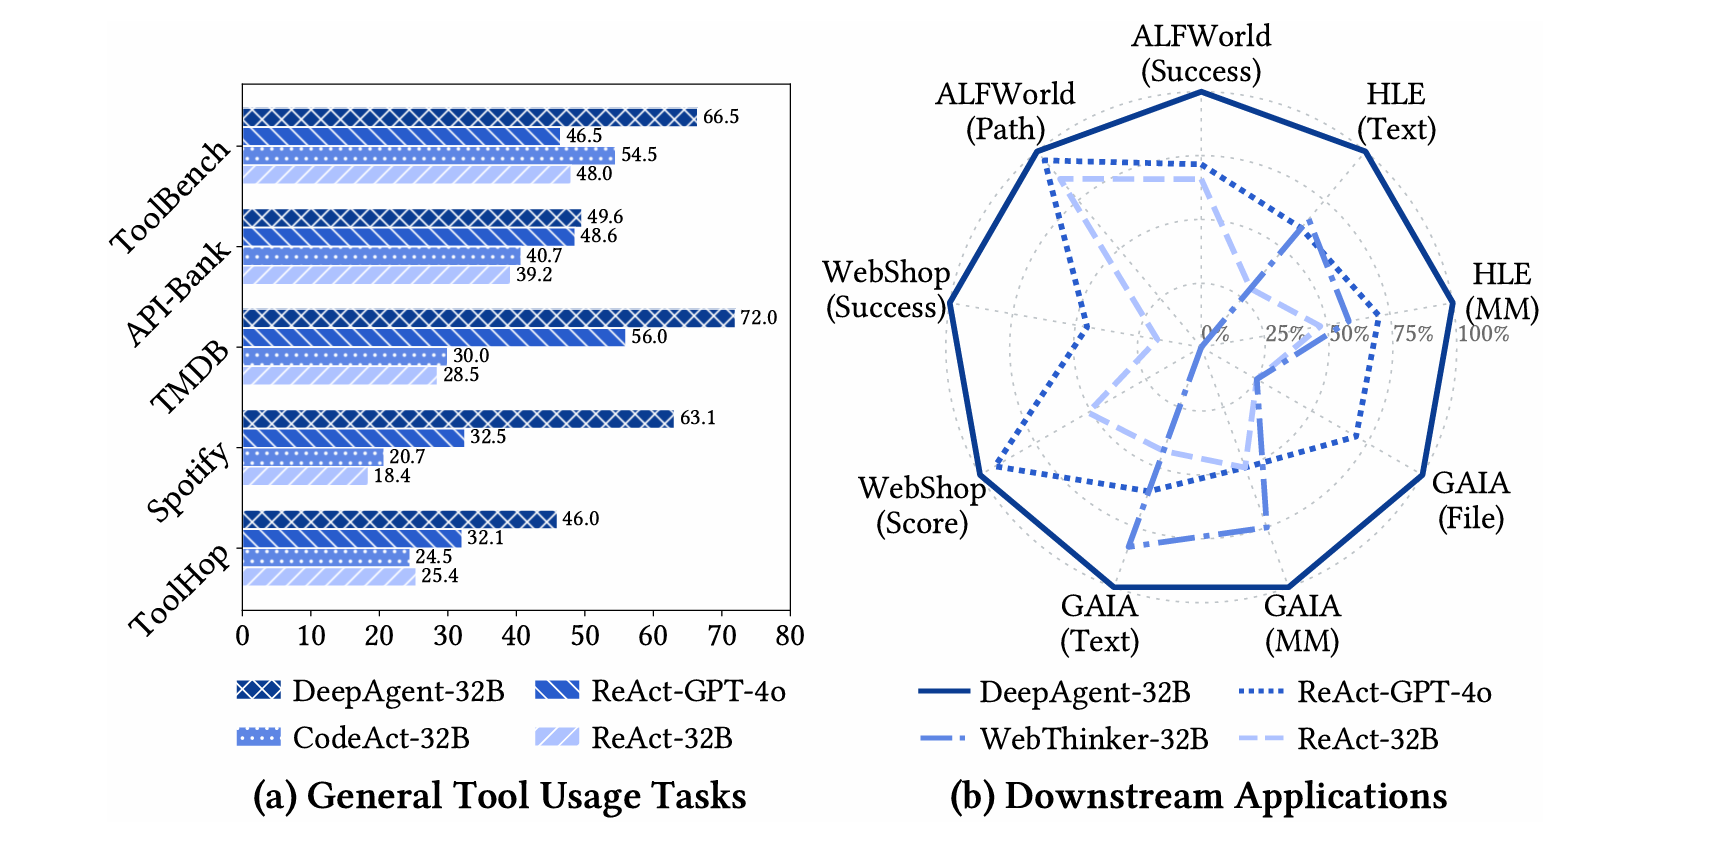 ToolBench
66.5
46.5
54.5
48.0
API-Bank
49.6
48.6
40.7
39.2
TMDB
72.0
56.0
30.0
28.5
Spotify
63.1
32.5
20.7
18.4
ToolHop
46.0
32.1
24.5
25.4
0 10 20 30 40 50 60 70 80
DeepAgent-32B
ReAct-GPT-4o
CodeAct-32B
ReAct-32B
(a) General Tool Usage Tasks
ALFWorld
(Success)
ALFWorld
(Path)
HLE
(Text)
WebShop
(Success)
HLE
(MM)
0% 25% 50% 75% 100%
WebShop
(Score)
GAIA
(File)
GAIA
(Text)
GAIA
(MM)
DeepAgent-32B
ReAct-GPT-4o
WebThinker-32B
ReAct-32B
(b) Downstream Applications